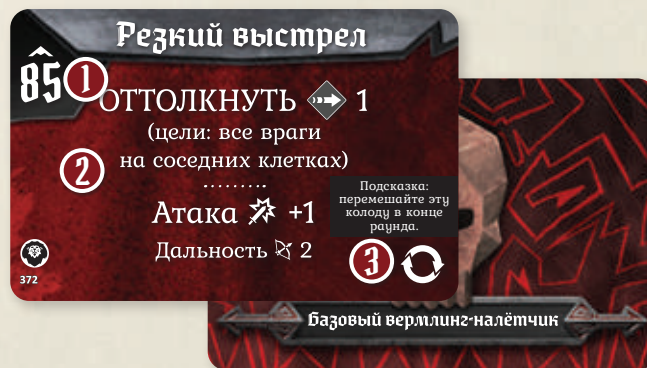 Резкий выстрел
85
1
ОТТОЛКНУТЬ 1
(цели: все враги
на соседних клетках)
2
Атака +1
Дальность 2
Подсказка:
перемешайте эту
колоду в конце
раунда.
3
372
Базовый вермлинг-налётчик